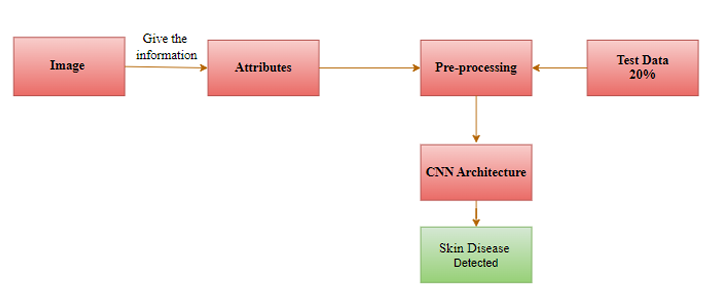 Give the
information
Image
Attributes
Pre-processing
Test Data
20%
CNN Architecture
Skin Disease
Detected